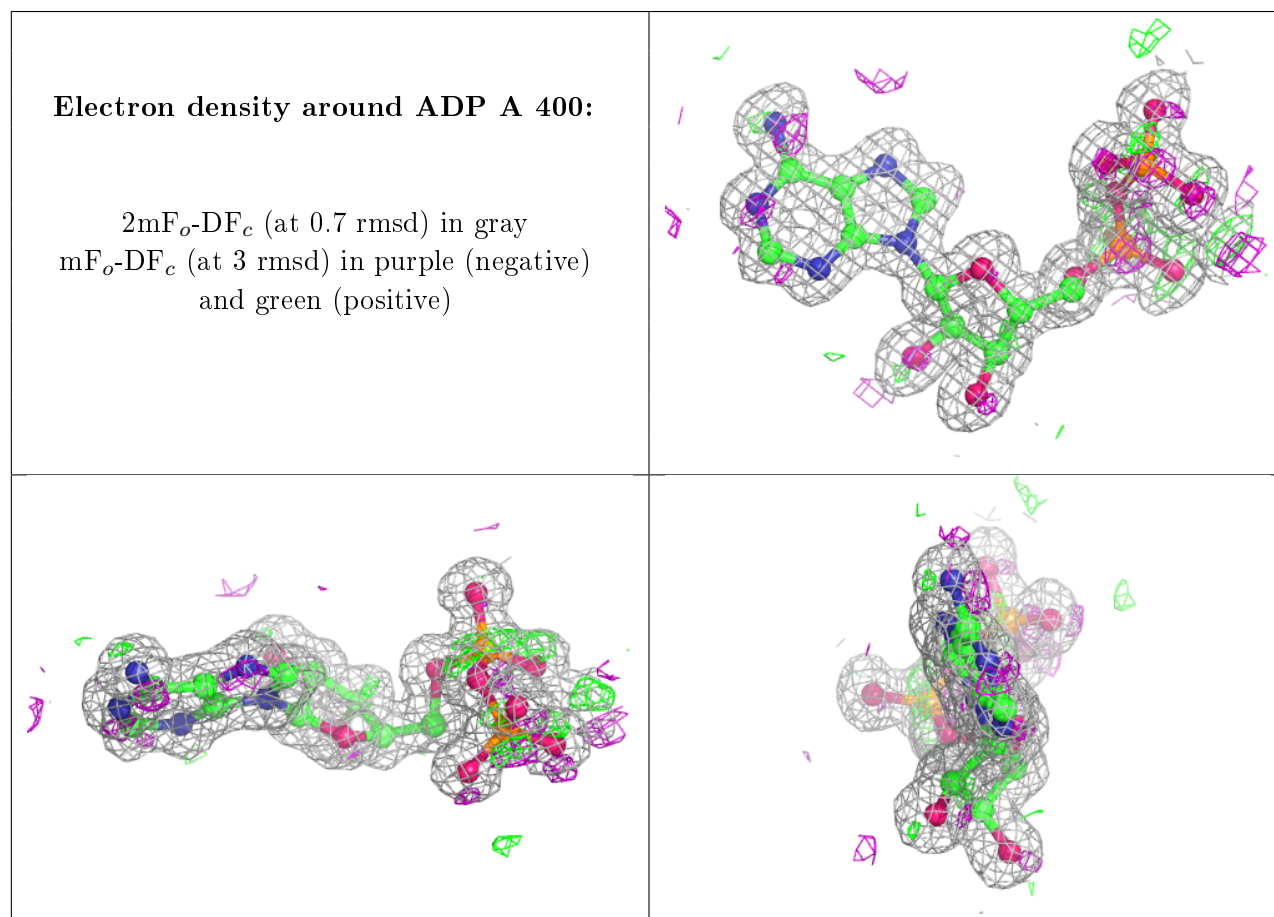 Electron density around ADP A 400:
2mFo-DFc (at 0.7 rmsd) in gray
mFo-DFc (at 3 rmsd) in purple (negative)
and green (positive)